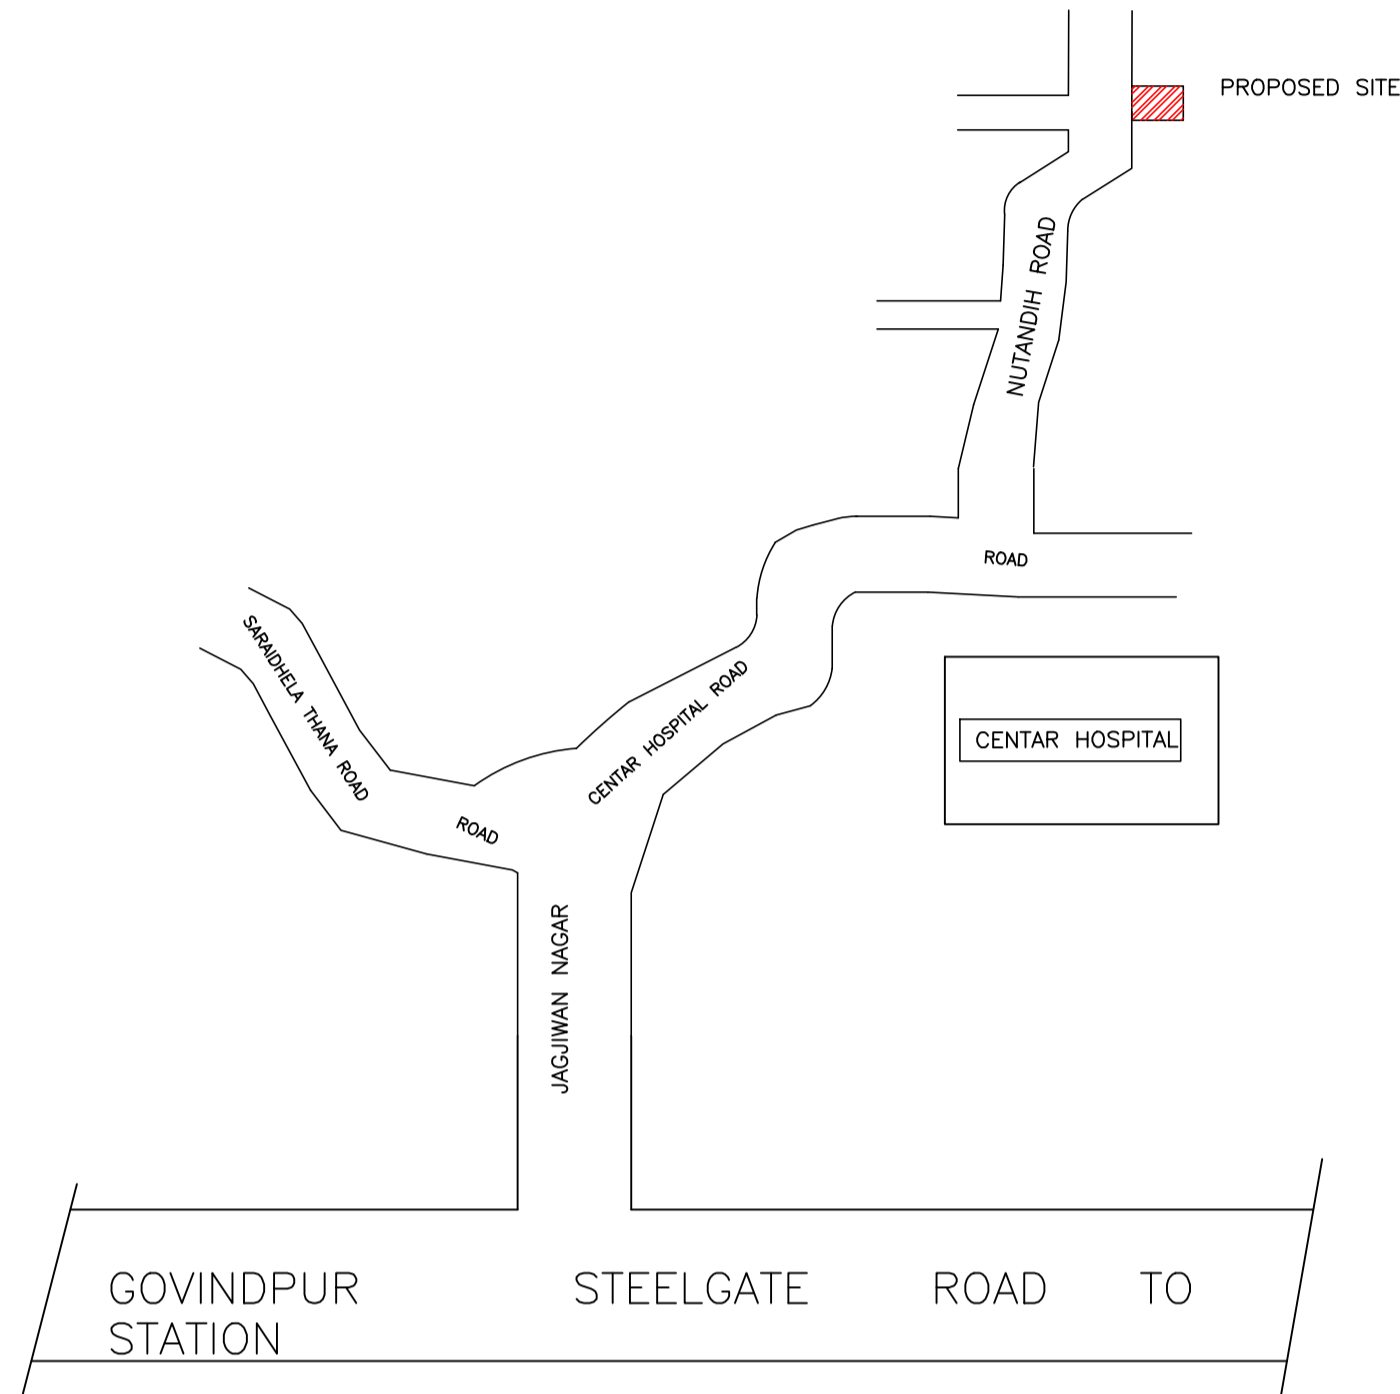 PROPOSED SITE
NUTANDIH ROAD
ROAD
SARAIDHELA THANA ROAD
CENTAR HOSPITAL ROAD
CENTAR HOSPITAL
ROAD
JAGJIWAN NAGAR
GOVINDPUR STEELGATE ROAD TO
STATION